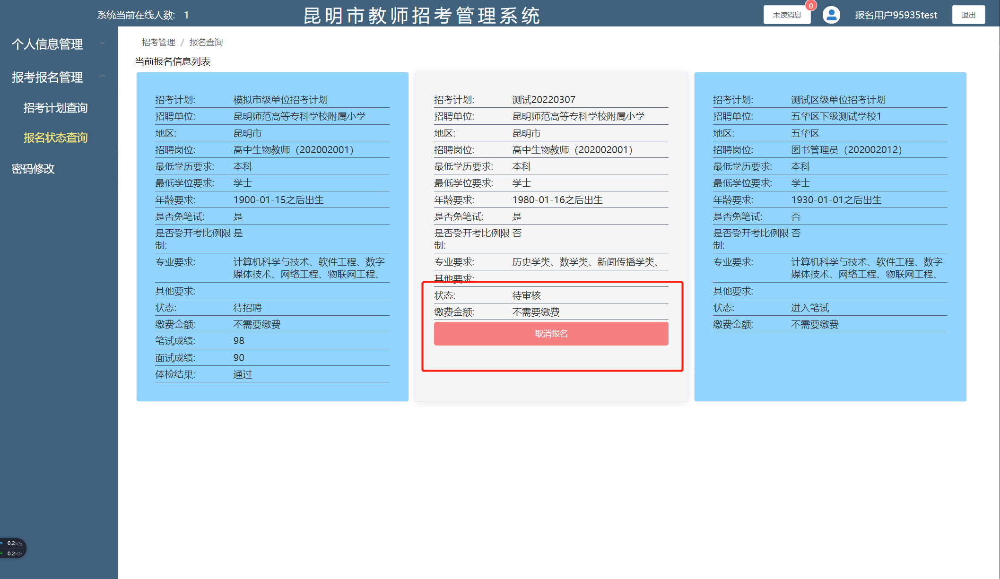 系统当前在线人数: 1
昆明市教师招考管理系统
未读消息
0
报名用户95935test
退出
个人信息管理
报考报名管理
招考计划查询
报名状态查询
密码修改
招考管理 / 报名查询
当前报名信息列表
招考计划: 模拟市级单位招考计划
招聘单位: 昆明师范高等专科学校附属小学
地区: 昆明市
招聘岗位: 高中生物教师（202002001）
最低学历要求: 本科
最低学位要求: 学士
年龄要求: 1900-01-15之后出生
是否免笔试: 是
是否受开考比例限 是
制:
专业要求: 计算机科学与技术、软件工程、数字
媒体技术、网络工程、物联网工程、
其他要求:
状态: 待招聘
缴费金额: 不需要缴费
笔试成绩: 98
面试成绩: 90
体检结果: 通过
招考计划: 测试20220307
招聘单位: 昆明师范高等专科学校附属小学
地区: 昆明市
招聘岗位: 高中生物教师（202002001）
最低学历要求: 本科
最低学位要求: 学士
年龄要求: 1980-01-16之后出生
是否免笔试: 是
是否受开考比例限 否
制:
专业要求: 历史学类、数学类、新闻传播学类、
其他要求:
状态: 待审核
缴费金额: 不需要缴费
取消报名
招考计划: 测试区级单位招考计划
招聘单位: 五华区下级测试学校1
地区: 五华区
招聘岗位: 图书管理员（202002012）
最低学历要求: 本科
最低学位要求: 学士
年龄要求: 1930-01-01之后出生
是否免笔试: 否
是否受开考比例限 否
制:
专业要求: 计算机科学与技术、软件工程、数字
媒体技术、网络工程、物联网工程、
其他要求:
状态: 进入笔试
缴费金额: 不需要缴费
0.2K/s
0.2K/s